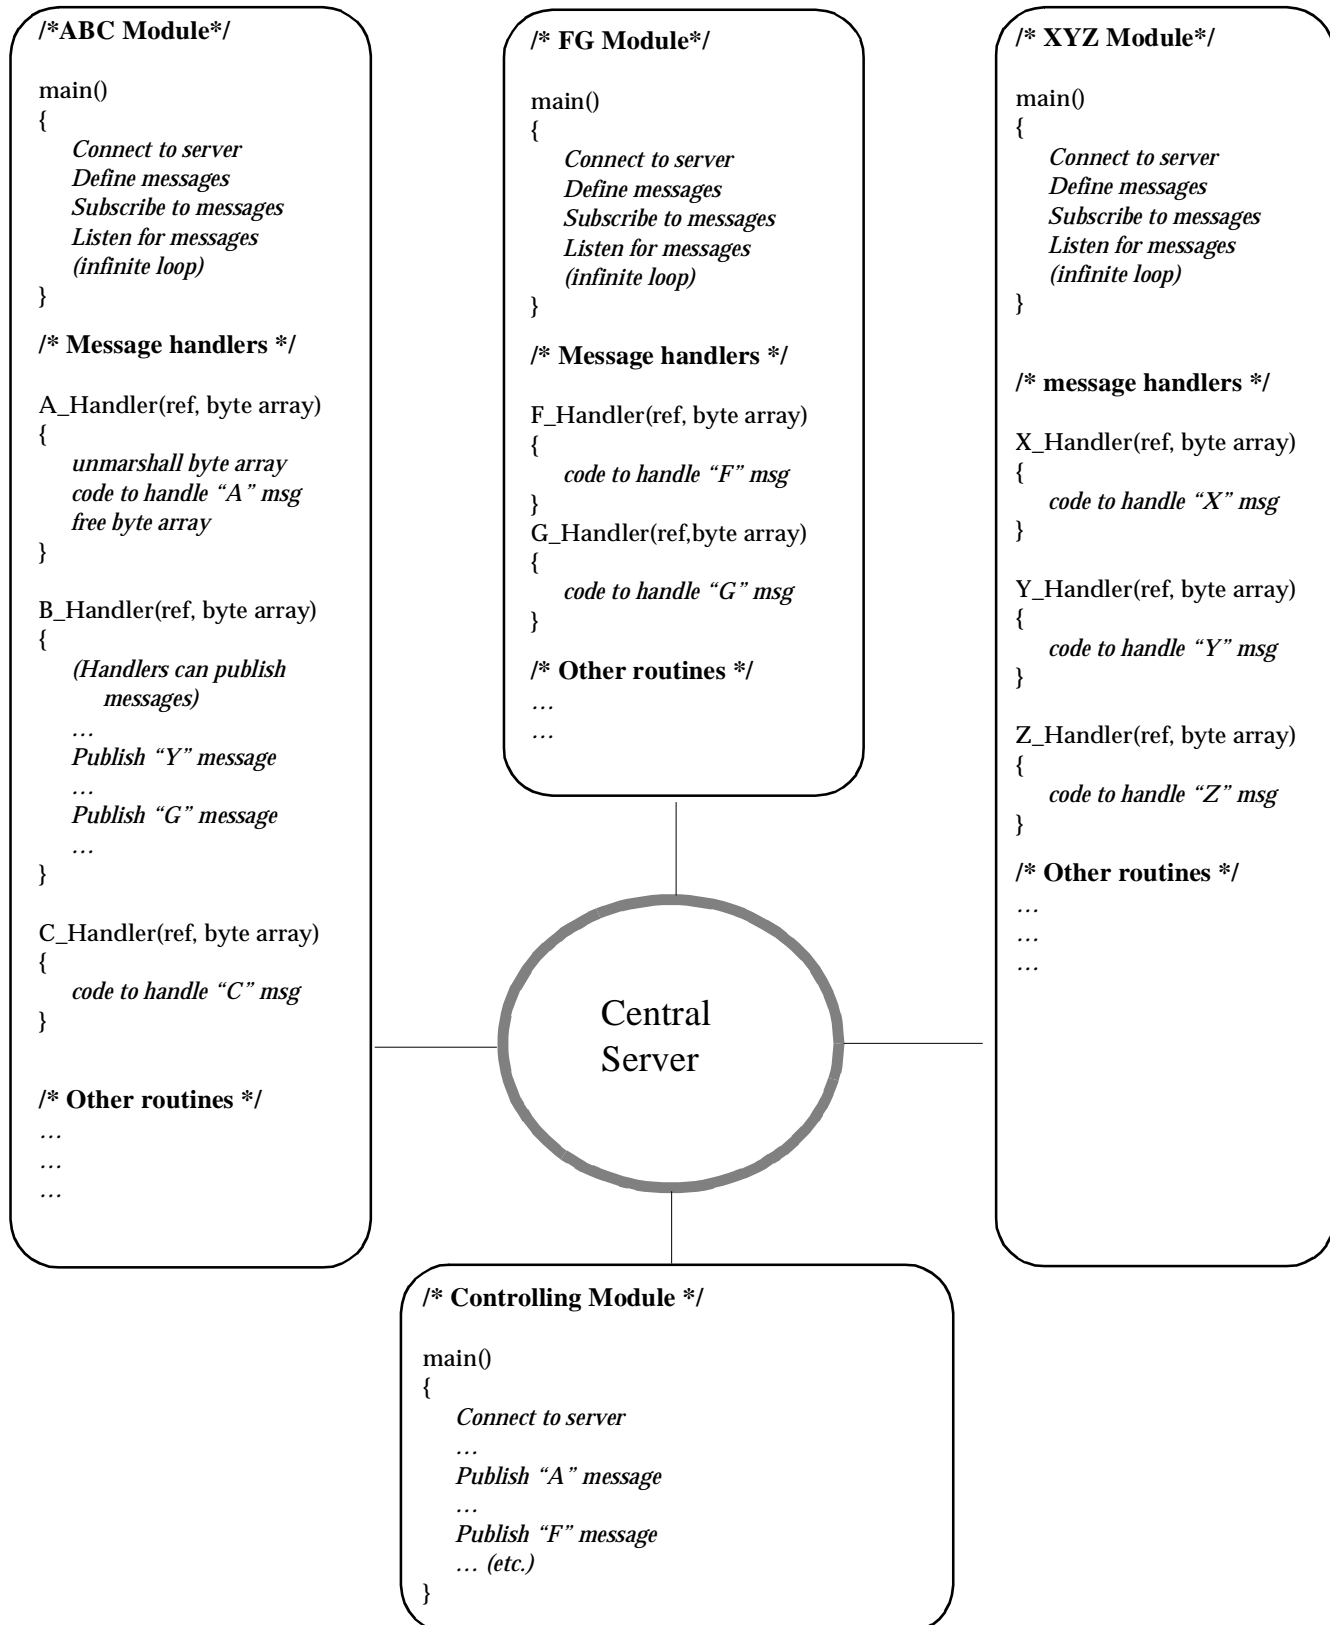 /*ABC Module*/
main()
{
Connect to server
Define messages
Subscribe to messages
Listen for messages
(infinite loop)
}
/* Message handlers */
A_Handler(ref, byte array)
{
unmarshall byte array
code to handle “A” msg
free byte array
}
B_Handler(ref, byte array)
{
(Handlers can publish
messages)
…
Publish “Y” message
…
Publish “G” message
…
}
C_Handler(ref, byte array)
{
code to handle “C” msg
}
/* Other routines */
…
…
…
/* FG Module*/
main()
{
Connect to server
Define messages
Subscribe to messages
Listen for messages
(infinite loop)
}
/* Message handlers */
F_Handler(ref, byte array)
{
code to handle “F” msg
}
G_Handler(ref,byte array)
{
code to handle “G” msg
}
/* Other routines */
…
…
/* XYZ Module*/
main()
{
Connect to server
Define messages
Subscribe to messages
Listen for messages
(infinite loop)
}
/* message handlers */
X_Handler(ref, byte array)
{
code to handle “X” msg
}
Y_Handler(ref, byte array)
{
code to handle “Y” msg
}
Z_Handler(ref, byte array)
{
code to handle “Z” msg
}
/* Other routines */
…
…
…
Central
Server
/* Controlling Module */
main()
{
Connect to server
…
Publish “A” message
…
Publish “F” message
… (etc.)
}